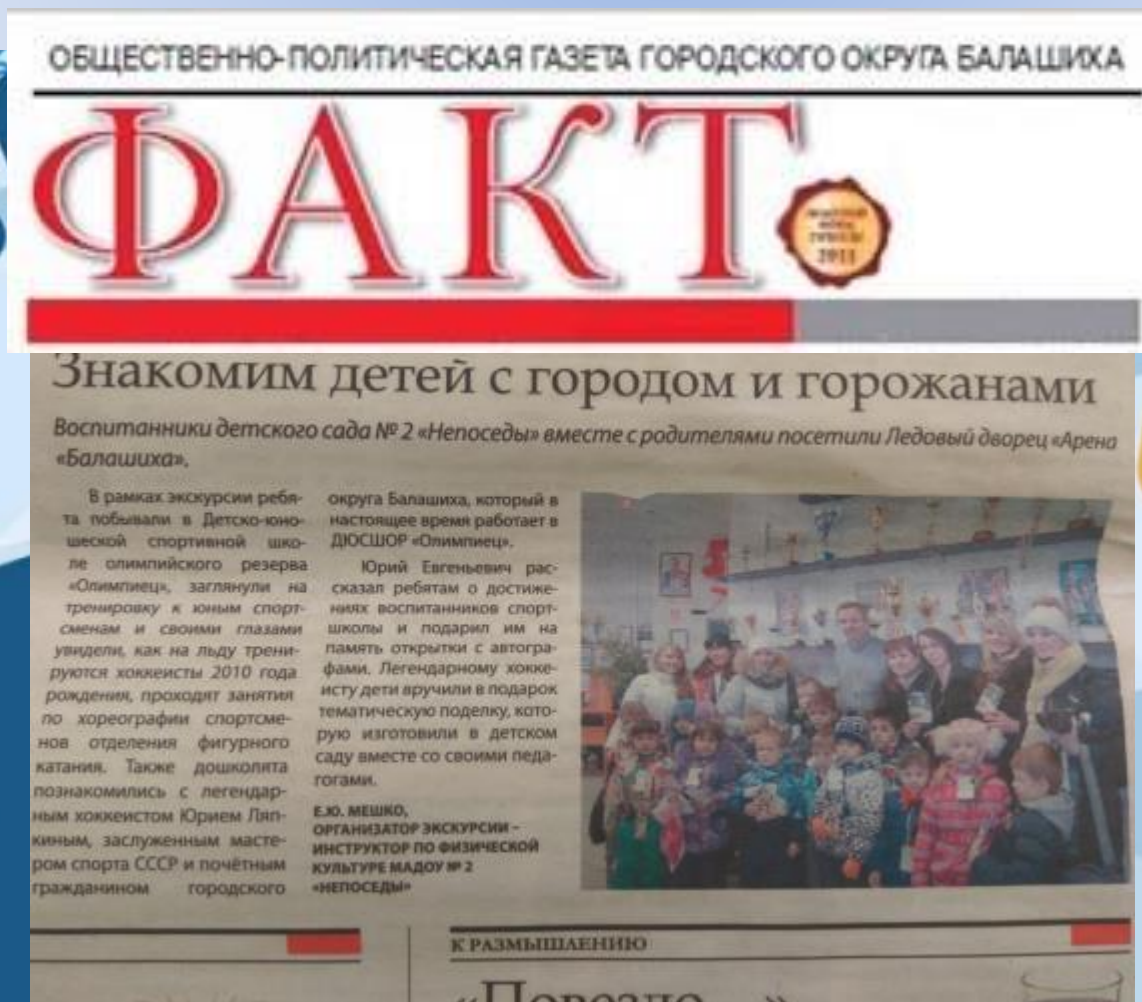 ОБЩЕСТВЕННО-ПОЛИТИЧЕСКАЯ ГАЗЕТА ГОРОДСКОГО ОКРУГА БАЛАШИХА
ФАКТ
2011
Знакомим детей с городом и горожанами
Воспитанники детского сада № 2 «Непоседы» вместе с родителями посетили Ледовый дворец «Арена
«Балашиха».
В рамках экскурсии ребя-
та побывали в Детско-юно-
шеской спортивной шко-
ле олимпийского резерва
«Олимпиец», заглянули на
тренировку к юным спорт-
сменам и своими глазами
увидели, как на льду трени-
руются хоккеисты 2010 года
рождения, проходят занятия
по хореографии спортсме-
нов отделения фигурного
катания. Также дошколята
познакомились с легендар-
ным хоккеистом Юрием Ляп-
киным, заслуженным масте-
ром спорта СССР и почётным
гражданином городского
округа Балашиха, который в
настоящее время работает в
ДЮСШОР «Олимпиец».
Юрий Евгеньевич рас-
сказал ребятам о достиже-
ниях воспитанников спорт-
школы и подарил им на
память открытки с автогра-
фами. Легендарному хокке-
исту дети вручили в подарок
тематическую поделку, кото-
рую изготовили в детском
саду вместе со своими педа-
гогами.
Е.Ю. МЕШКО,
ОРГАНИЗАТОР ЭКСКУРСИИ –
ИНСТРУКТОР ПО ФИЗИЧЕСКОЙ
КУЛЬТУРЕ МАДОУ № 2
«НЕПОСЕДЫ»
К РАЗМЫШЛЕНИЮ
«Повезло...»